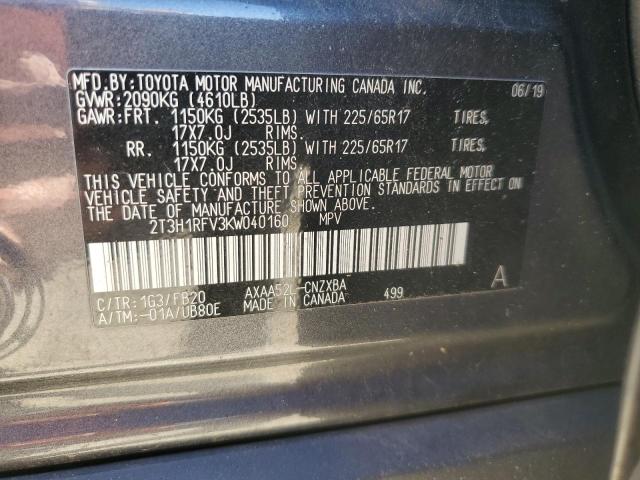 MFD.BY:TOYOTA MOTOR MANUFACTURING CANADA INC.
GVWR:2090KG (4610LB) 06/19
GAWR:FRT. 1150KG (2535LB) WITH 225/65R17 TIRES,
17X7.0J RIMS.
RR. 1150KG (2535LB) WITH 225/65R17 TIRES,
17X7.0J RIMS.
THIS VEHICLE CONFORMS TO ALL APPLICABLE FEDERAL MOTOR
VEHICLE SAFETY AND THEFT PREVENTION STANDARDS IN EFFECT ON
THE DATE OF MANUFACTURE SHOWN ABOVE.
2T3H1RFV3KW040160 MPV
C/TR:1G3/FB20 AXAA52L-CNZXBA A
A/TM:-01A/UB80E MADE IN CANADA 499